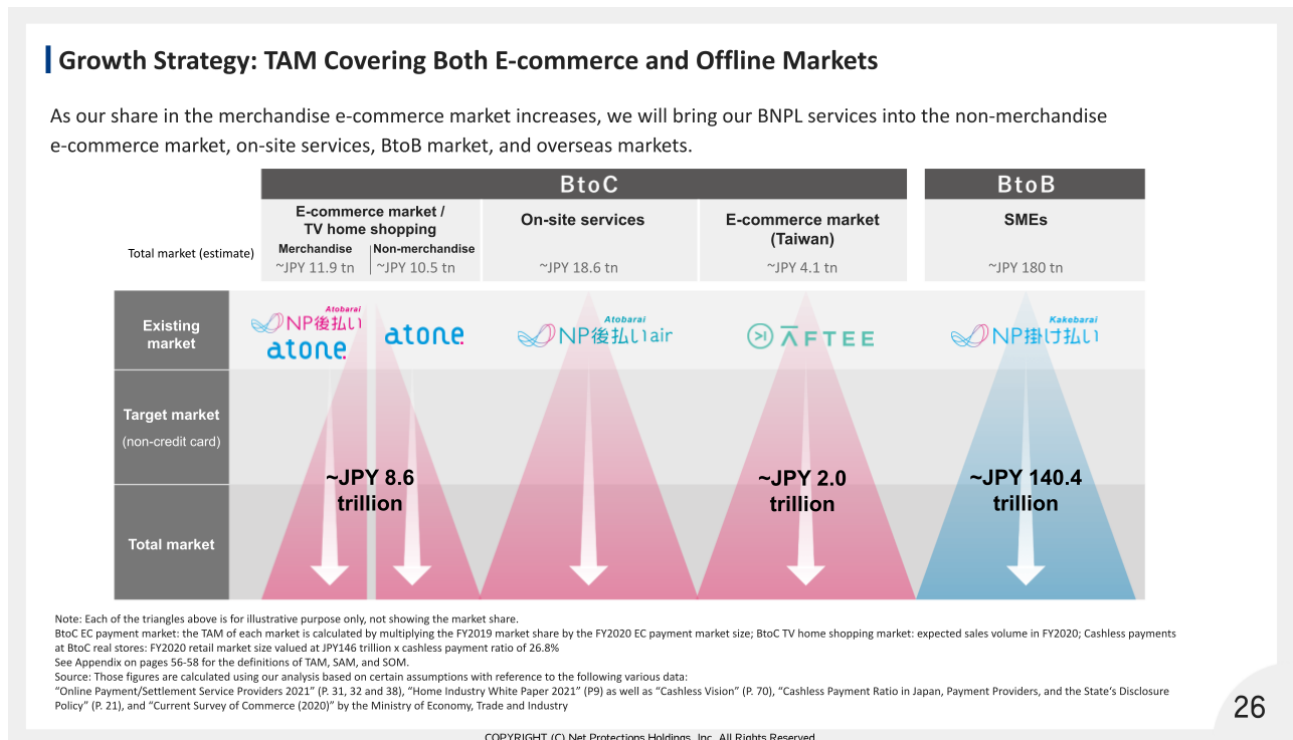 Growth Strategy: TAM Covering Both E-commerce and Offline Markets
As our share in the merchandise e-commerce market increases, we will bring our BNPL services into the non-merchandise
e-commerce market, on-site services, BtoB market, and overseas markets.
BtoC
BtoB
E-commerce market /
TV home shopping
On-site services
E-commerce market
(Taiwan)
SMEs
Total market (estimate)
Merchandise
Non-merchandise
~JPY 11.9 tn
~JPY 10.5 tn
~JPY 18.6 tn
~JPY 4.1 tn
~JPY 180 tn
Existing
market
Atobarai
NP後払い
atone
atone
Atobarai
NP後払いair
AFTEE
Kakebarai
NP掛け払い
Target market
(non-credit card)
~JPY 8.6
trillion
~JPY 2.0
trillion
~JPY 140.4
trillion
Total market
Note: Each of the triangles above is for illustrative purpose only, not showing the market share.
BtoC EC payment market: the TAM of each market is calculated by multiplying the FY2019 market share by the FY2020 EC payment market size; BtoC TV home shopping market: expected sales volume in FY2020; Cashless payments
at BtoC real stores: FY2020 retail market size valued at JPY146 trillion x cashless payment ratio of 26.8%
See Appendix on pages 56-58 for the definitions of TAM, SAM, and SOM.
Source: Those figures are calculated using our analysis based on certain assumptions with reference to the following various data:
"Online Payment/Settlement Service Providers 2021" (P. 31, 32 and 38), "Home Industry White Paper 2021" (P9) as well as "Cashless Vision" (P. 70), "Cashless Payment Ratio in Japan, Payment Providers, and the State's Disclosure
Policy" (P. 21), and "Current Survey of Commerce (2020)" by the Ministry of Economy, Trade and Industry
26
COPYRIGHT (C) Net Protections Holdings, Inc. All Rights Reserved